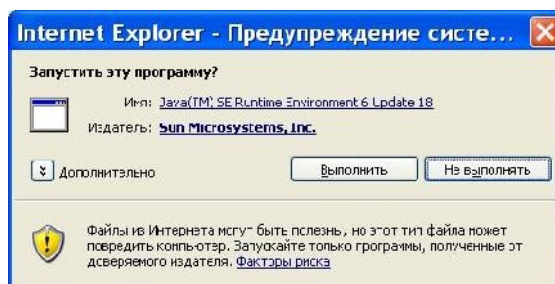 Internet Explorer - Предупреждение систе...
Запустить эту программу?
Имя: Java(TM) SE Runtime Environment 6 Update 18
Издатель: Sun Microsystems, Inc.
Дополнительно
Выполнить
Не выполнять
Файлы из Интернета могут быть полезны, но этот тип файла может
повредить компьютер. Запускайте только программы, полученные от
доверяемого издателя. Факторы риска